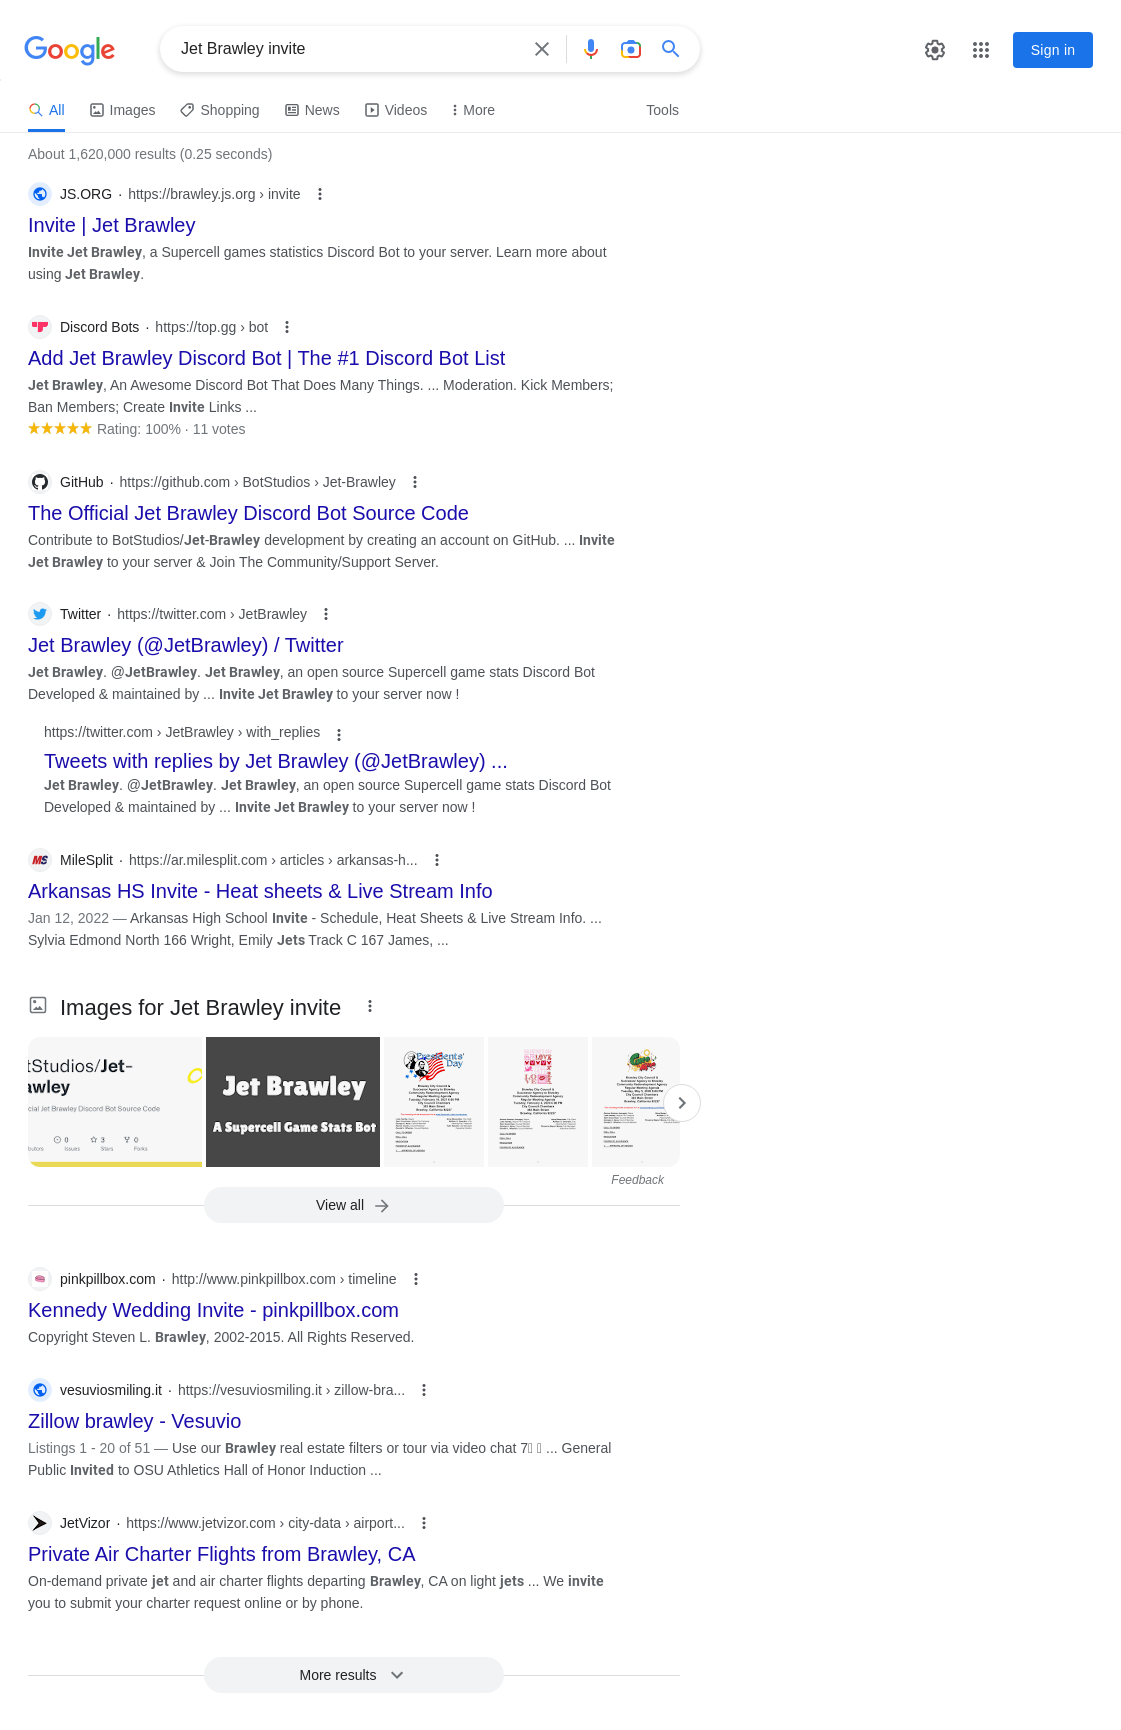 Google
Jet Brawley invite
Sign in
All
Images
Shopping
News
Videos
More
Tools
About 1,620,000 results (0.25 seconds)
JS.ORG · https://brawley.js.org › invite
Invite | Jet Brawley
Invite Jet Brawley, a Supercell games statistics Discord Bot to your server. Learn more about
using Jet Brawley.
Discord Bots · https://top.gg › bot
Add Jet Brawley Discord Bot | The #1 Discord Bot List
Jet Brawley, An Awesome Discord Bot That Does Many Things. ... Moderation. Kick Members;
Ban Members; Create Invite Links ...
Rating: 100% · 11 votes
GitHub · https://github.com › BotStudios › Jet-Brawley
The Official Jet Brawley Discord Bot Source Code
Contribute to BotStudios/Jet-Brawley development by creating an account on GitHub. ... Invite
Jet Brawley to your server & Join The Community/Support Server.
Twitter · https://twitter.com › JetBrawley
Jet Brawley (@JetBrawley) / Twitter
Jet Brawley. @JetBrawley. Jet Brawley, an open source Supercell game stats Discord Bot
Developed & maintained by ... Invite Jet Brawley to your server now !
https://twitter.com › JetBrawley › with_replies
Tweets with replies by Jet Brawley (@JetBrawley) ...
Jet Brawley. @JetBrawley. Jet Brawley, an open source Supercell game stats Discord Bot
Developed & maintained by ... Invite Jet Brawley to your server now !
MS
MileSplit · https://ar.milesplit.com › articles › arkansas-h...
Arkansas HS Invite - Heat sheets & Live Stream Info
Jan 12, 2022 — Arkansas High School Invite - Schedule, Heat Sheets & Live Stream Info. ...
Sylvia Edmond North 166 Wright, Emily Jets Track C 167 James, ...
Images for Jet Brawley invite
tStudios/Jet-
wley
cial Jet Brawley Discord Bot Source Code
0
3
0
Issues
Stars
Forks
Jet Brawley
A Supercell Game Stats Bot
Presidents'
Day
Feedback
View all
pinkpillbox.com · http://www.pinkpillbox.com › timeline
Kennedy Wedding Invite - pinkpillbox.com
Copyright Steven L. Brawley, 2002-2015. All Rights Reserved.
vesuviosmiling.it · https://vesuviosmiling.it › zillow-bra...
Zillow brawley - Vesuvio
Listings 1 - 20 of 51 — Use our Brawley real estate filters or tour via video chat 7 ... General
Public Invited to OSU Athletics Hall of Honor Induction ...
JetVizor · https://www.jetvizor.com › city-data › airport...
Private Air Charter Flights from Brawley, CA
On-demand private jet and air charter flights departing Brawley, CA on light jets ... We invite
you to submit your charter request online or by phone.
More results